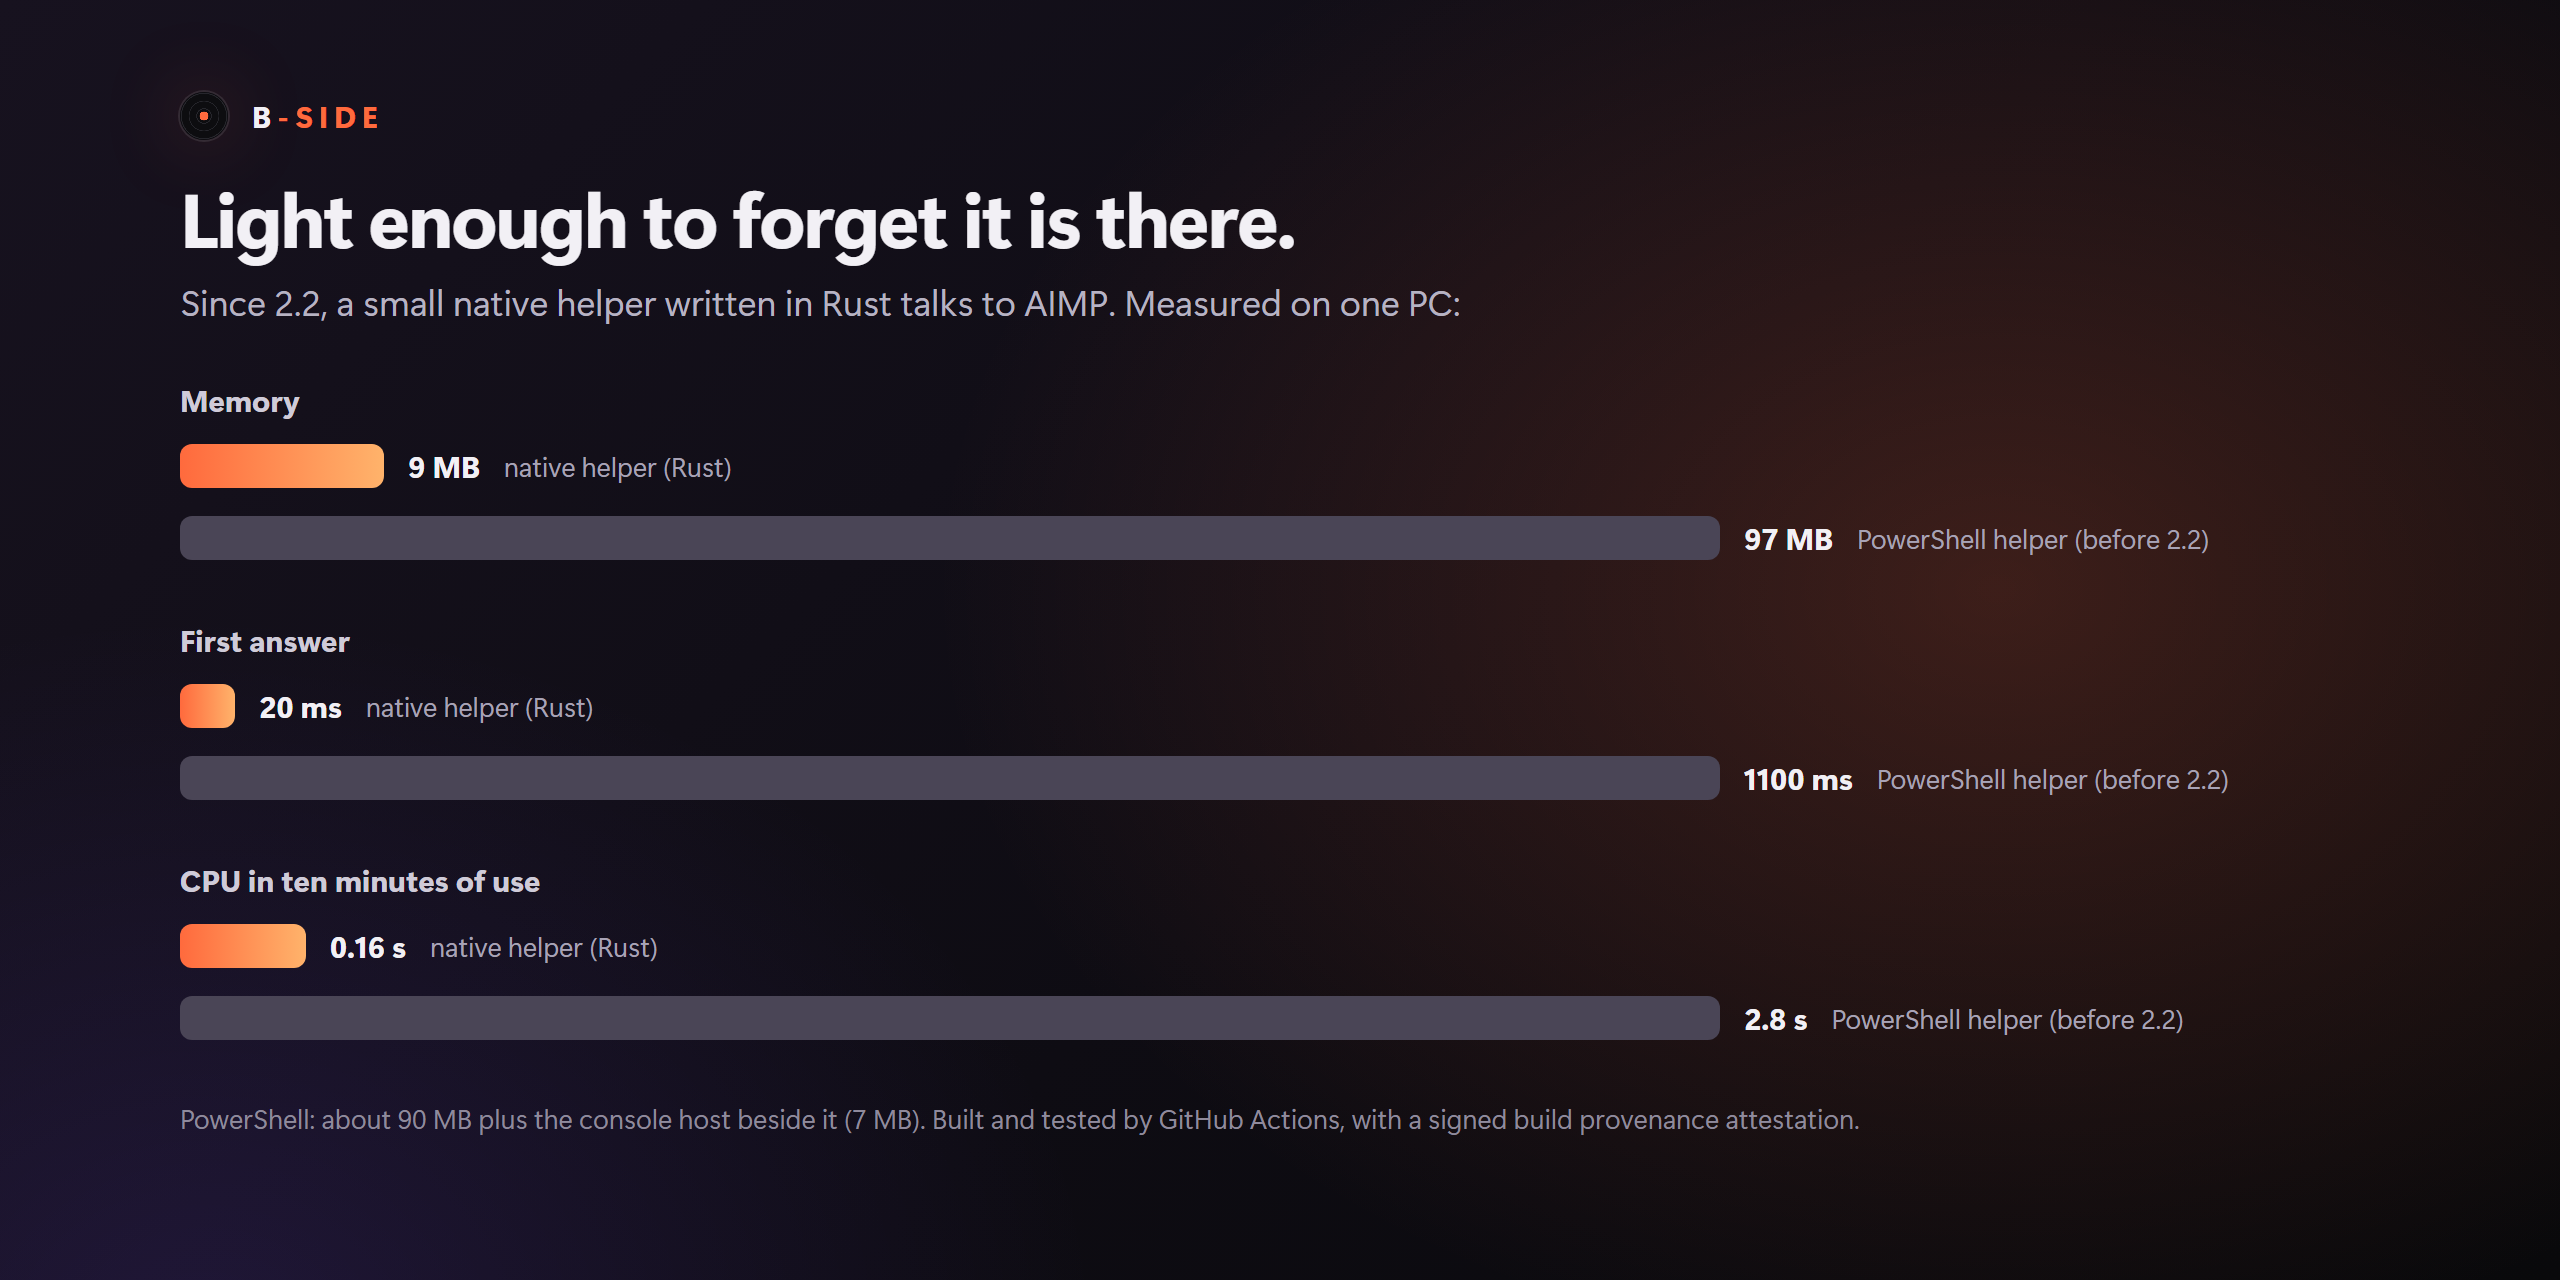 B-SIDE
Light enough to forget it is there.
Since 2.2, a small native helper written in Rust talks to AIMP. Measured on one PC:
Memory
9 MB native helper (Rust)
97 MB PowerShell helper (before 2.2)
First answer
20 ms native helper (Rust)
1100 ms PowerShell helper (before 2.2)
CPU in ten minutes of use
0.16 s native helper (Rust)
2.8 s PowerShell helper (before 2.2)
PowerShell: about 90 MB plus the console host beside it (7 MB). Built and tested by GitHub Actions, with a signed build provenance attestation.